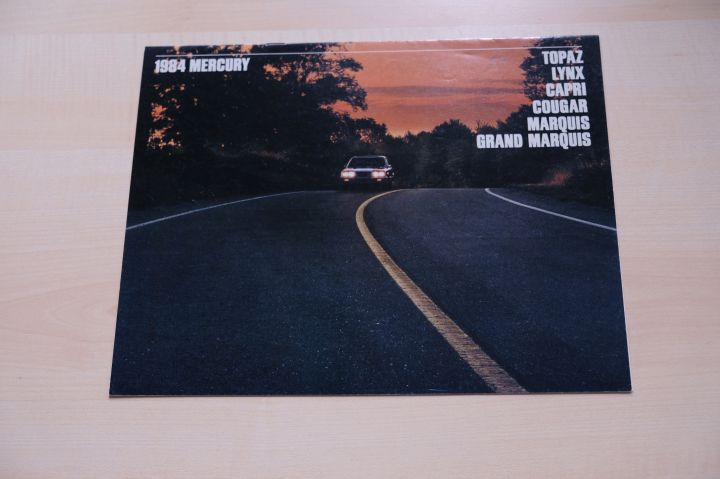 1984 MERCURY
TOPAZ
LYNX
CAPRI
COUGAR
MARQUIS
GRAND MARQUIS